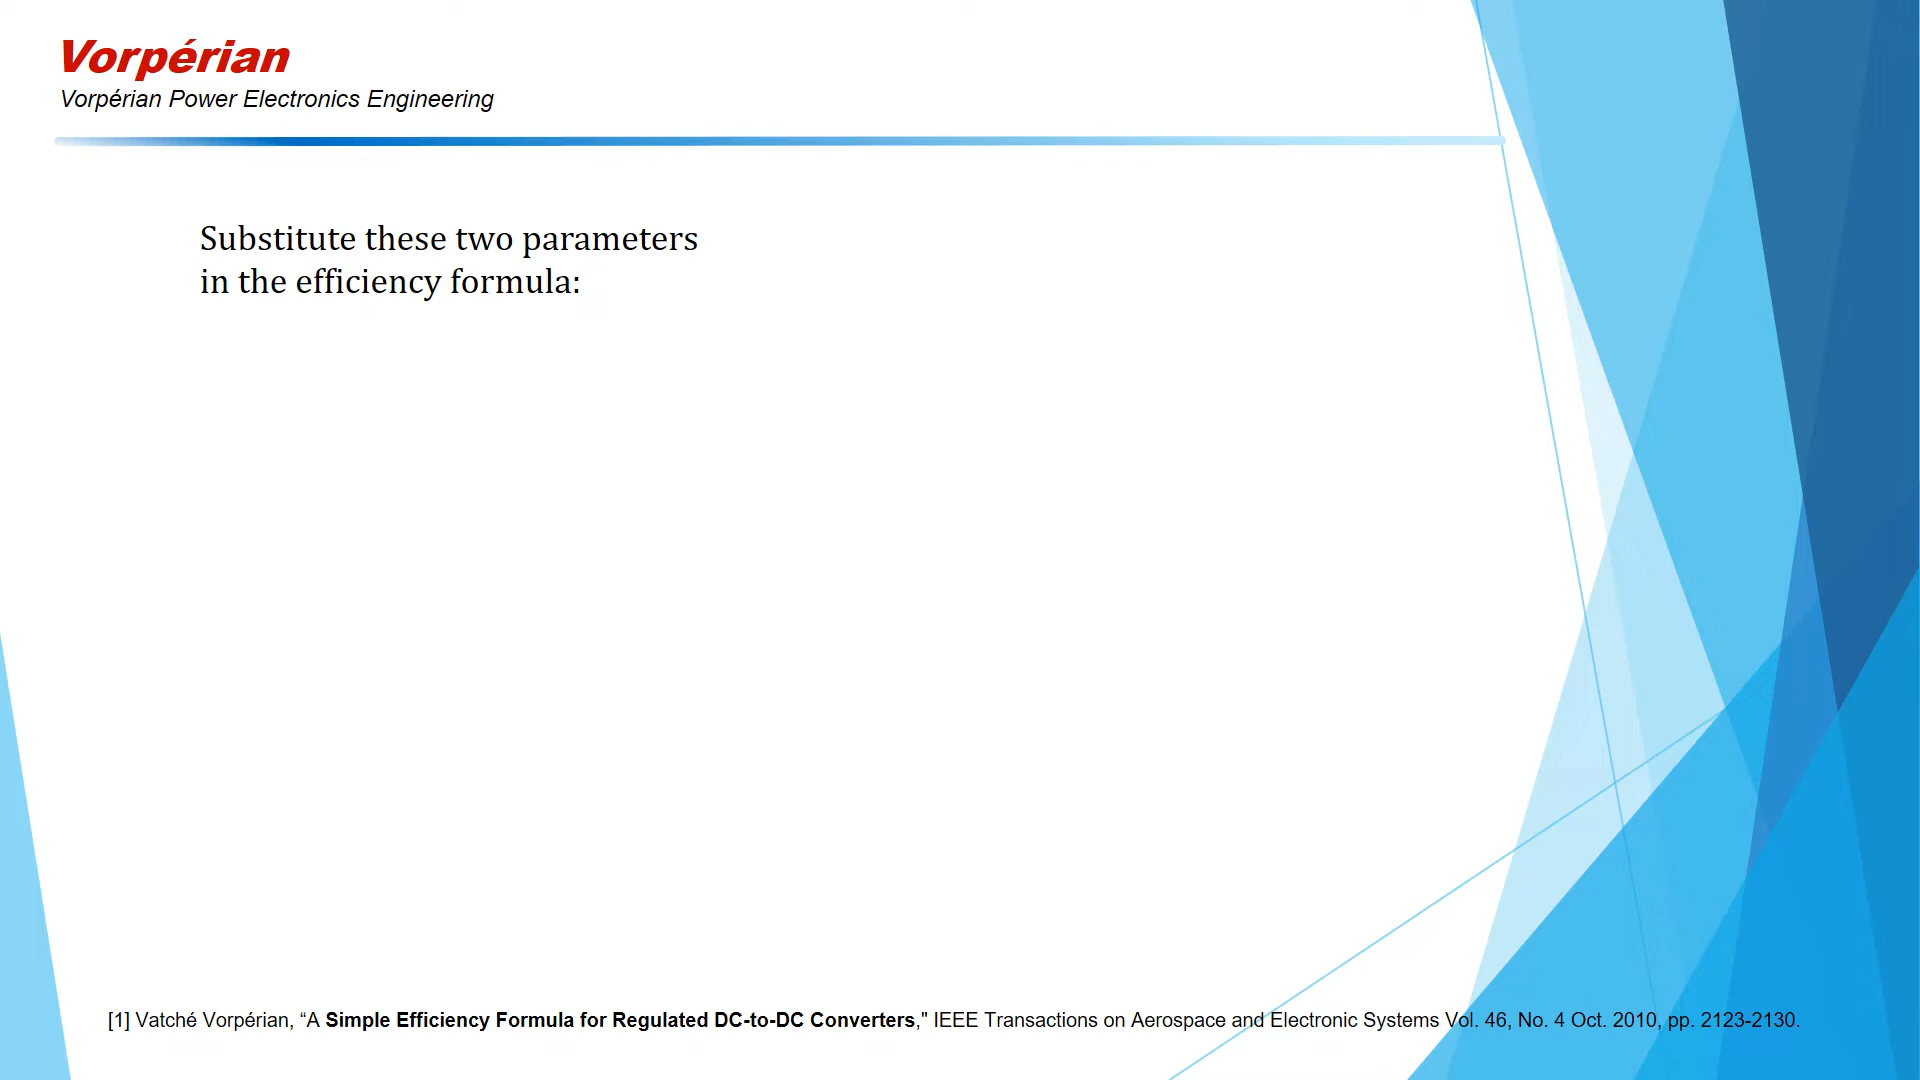 Vorpérian
Vorpérian Power Electronics Engineering
Substitute these two parameters
in the efficiency formula:
[1] Vatché Vorpérian, “A Simple Efficiency Formula for Regulated DC-to-DC Converters," IEEE Transactions on Aerospace and Electronic Systems Vol. 46, No. 4 Oct. 2010, pp. 2123-2130.